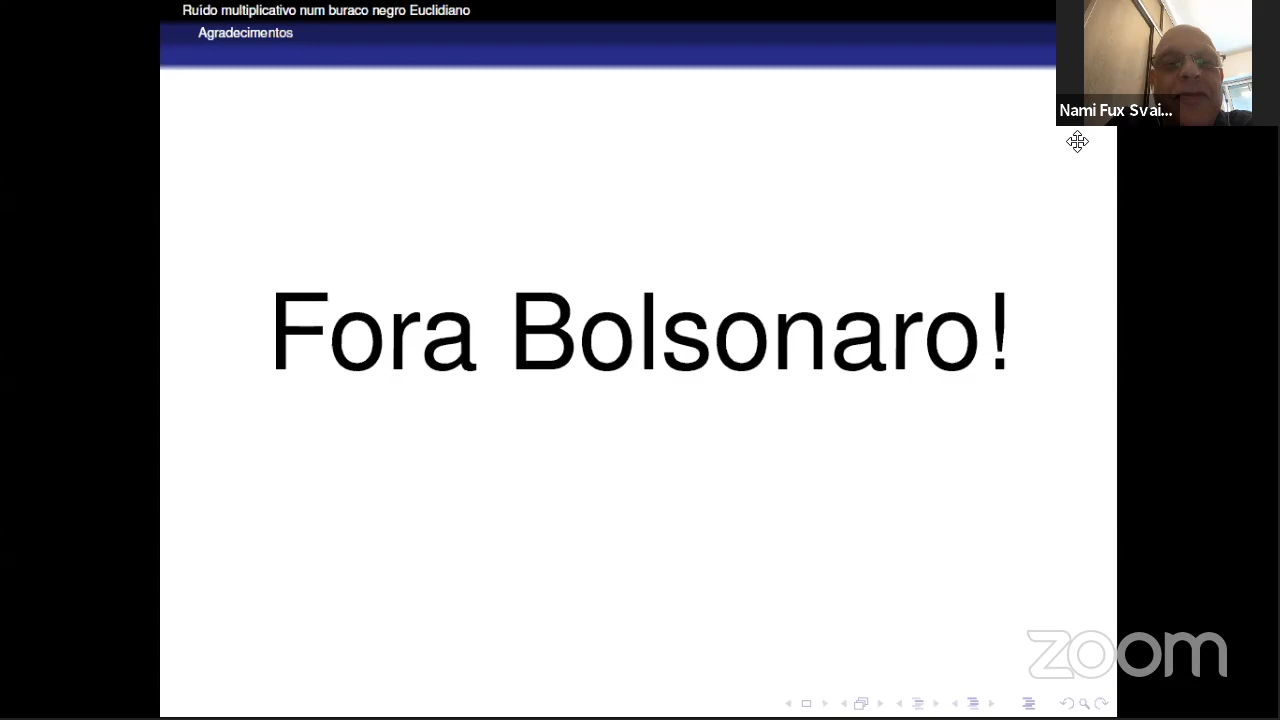 Ruído multiplicativo num buraco negro Euclidiano
Agradecimentos
Nami Fux Svai...
Fora Bolsonaro!
zoom